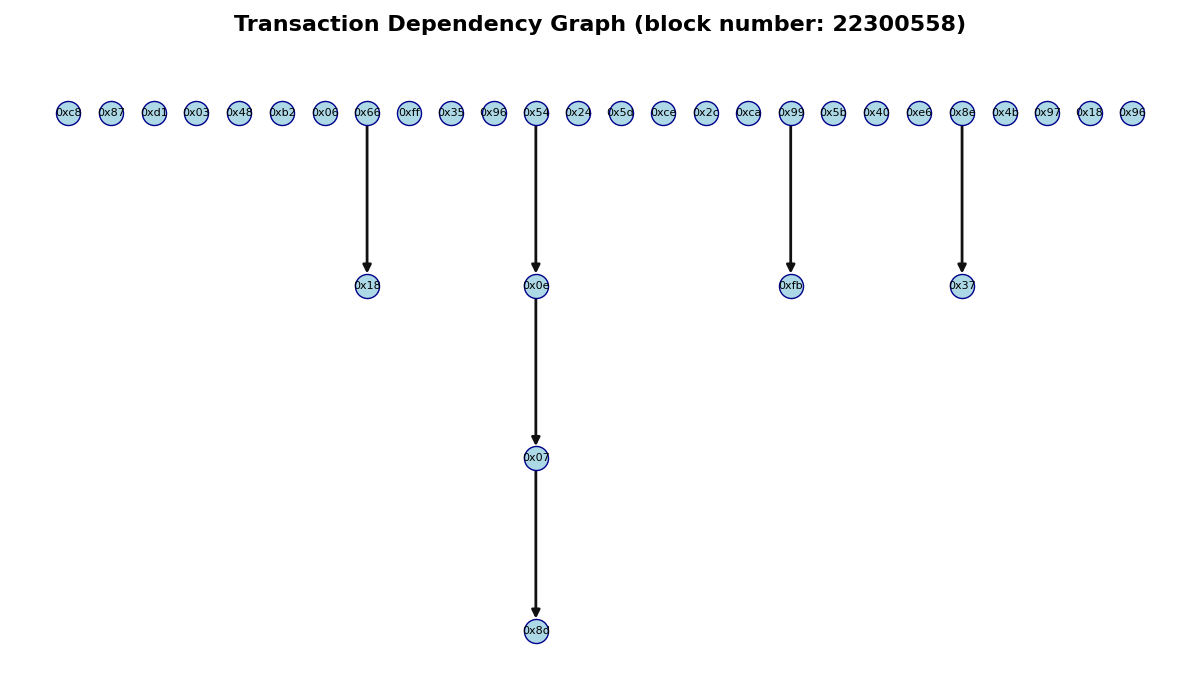 Transaction Dependency Graph (block number: 22300558)
0xc8 0x87 0xd1 0x03 0x48 0xb2 0x06 0x66 0xff 0x35 0x96 0x54 0x24 0x5d 0xce 0x2c 0xca 0x99 0x5b 0x40 0xe6 0x8e 0x4b 0x97 0x18 0x96
0x18 0x0e 0xfb 0x37
0x07
0x8d